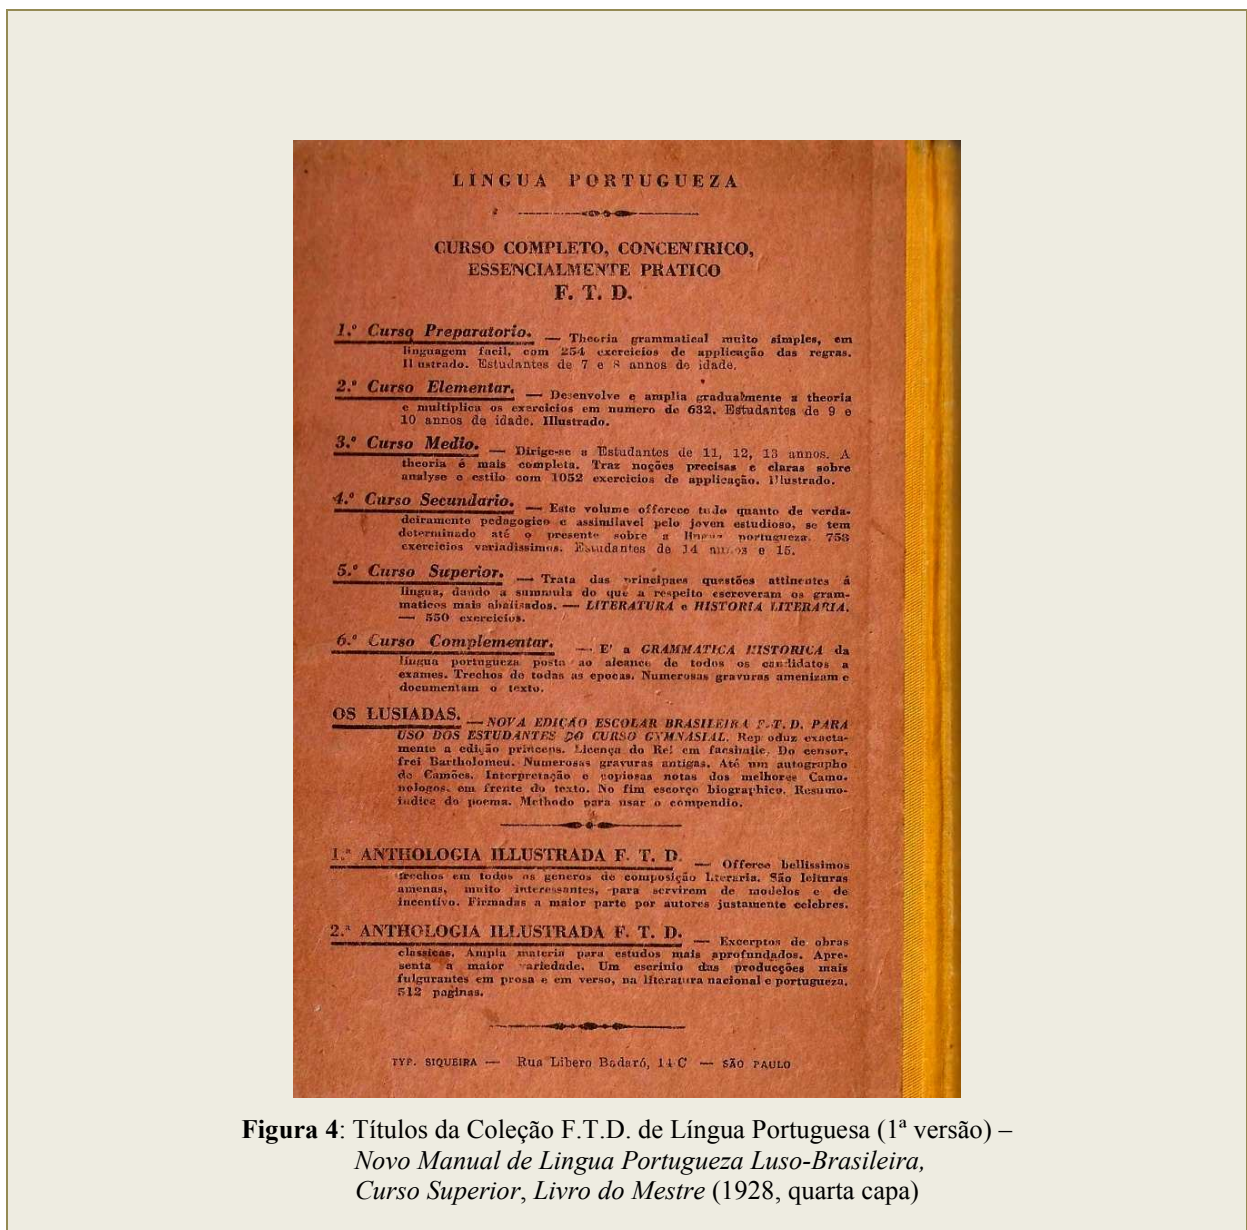 LINGUA PORTUGUEZA
CURSO COMPLETO, CONCENTRICO,
ESSENCIALMENTE PRATICO
F. T. D.
1.º Curso Preparatorio. — Theoria grammatical muito simples, em
linguagem facil, com 254 exercicios de applicação das regras.
Illustrado. Estudantes de 7 e 8 annos de idade.
2.º Curso Elementar. — Desenvolve e amplia gradualmente a theoria
e multiplica os exercicios em numero de 632. Estudantes de 9 e
10 annos de idade. Illustrado.
3.º Curso Medio. — Dirige-se a Estudantes de 11, 12, 13 annos. A
theoria é mais completa. Traz noções precisas e claras sobre
analyse e estilo com 1052 exercicios de applicação. Illustrado.
4.º Curso Secundario. — Este volume offerece tudo quanto de verda-
deiramente pedagogico e assimilavel pelo joven estudioso, se tem
determinado até o presente sobre a lingua portugueza. 758
exercicios variadissimos. Estudantes de 14 annos e 15.
5.º Curso Superior. — Trata das principaes questões attinentes á
lingua, dando a summula do que a respeito escreveram os gram-
maticos mais abalisados. — LITERATURA e HISTORIA LITERARIA.
— 550 exercicios.
6.º Curso Complementar. — E' a GRAMMATICA HISTORICA da
lingua portugueza posta ao alcance de todos os candidatos a
exames. Trechos de todas as epocas. Numerosas gravuras amenizam e
documentam o texto.
OS LUSIADAS. — NOVA EDIÇÃO ESCOLAR BRASILEIRA F. T. D. PARA
USO DOS ESTUDANTES DO CURSO GYMNASIAL. Reproduz exacta-
mente a edição princeps. Licença do Rei em facsimile. Do censor,
frei Bartholomeu. Numerosas gravuras antigas. Até um autographo
de Camões. Interpretação e copiosas notas dos melhores Camo-
nologos, em frente do texto. No fim escorço biographico. Resumo-
indice do poema. Methodo para usar o compendio.
1.ª ANTHOLOGIA ILLUSTRADA F. T. D. — Offerece bellissimos
trechos em todos os generos de composição Literaria. São leituras
amenas, muito interessantes, para servirem de modelos e de
incentivo. Firmadas a maior parte por autores justamente celebres.
2.ª ANTHOLOGIA ILLUSTRADA F. T. D. — Excerptos de obras
classicas. Ampla materia para estudos mais aprofundados. Apre-
senta a maior variedade. Um escrinio das producções mais
fulgurantes em prosa e em verso, na literatura nacional e portugueza.
512 paginas.
TYP. SIQUEIRA — Rua Libero Badaró, 14 C — SÃO PAULO
Figura 4: Títulos da Coleção F.T.D. de Língua Portuguesa (1ª versão) –
Novo Manual de Lingua Portugueza Luso-Brasileira,
Curso Superior, Livro do Mestre (1928, quarta capa)